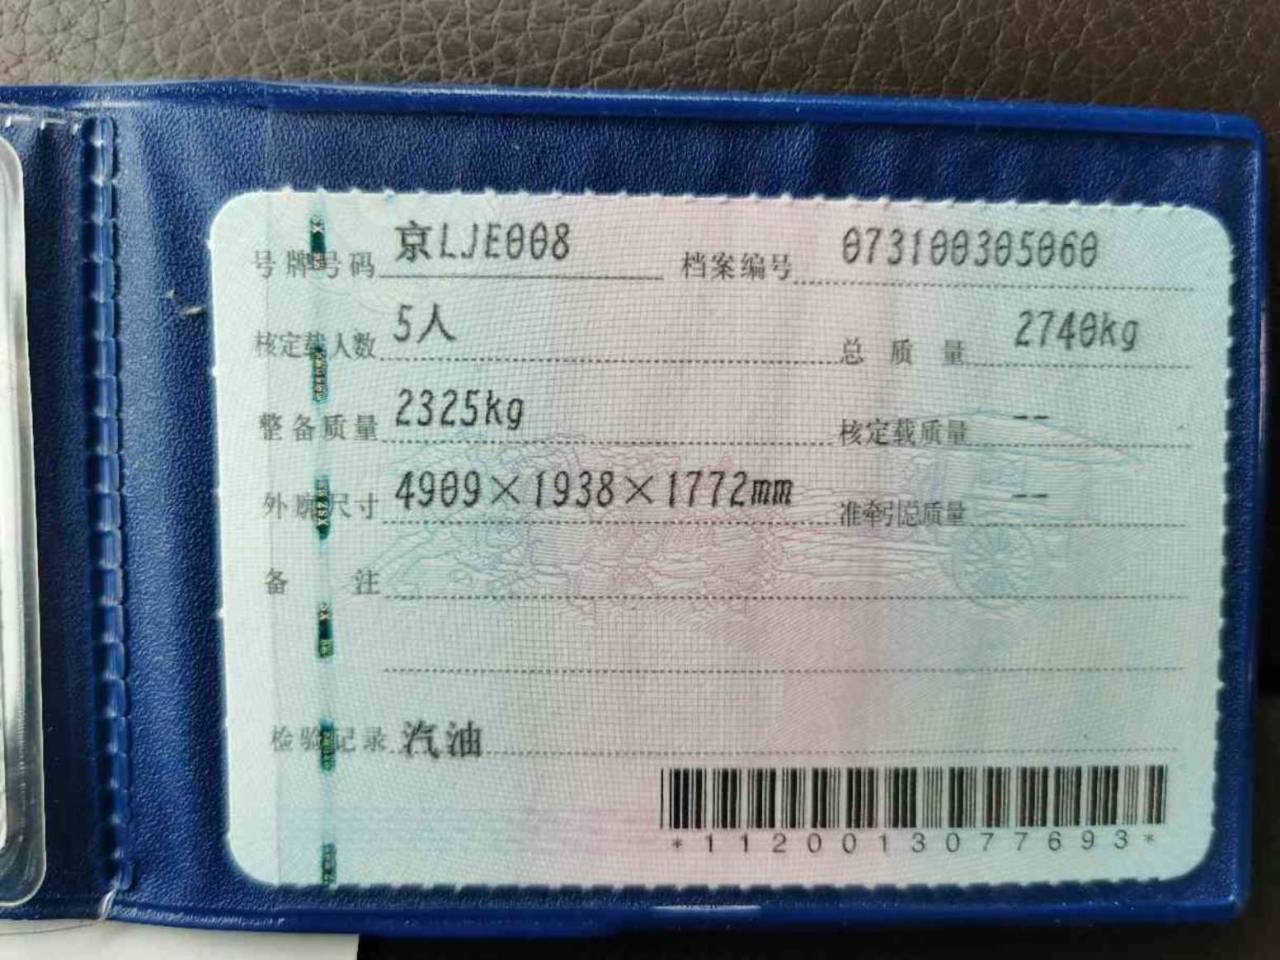 号牌号码 京LJE008 档案编号 073100305060
核定载人数 5人 总质量 2740kg
整备质量 2325kg 核定载质量 --
外廓尺寸 4909×1938×1772mm 准牵引总质量 --
备注
检验记录 汽油
*1120013077693*